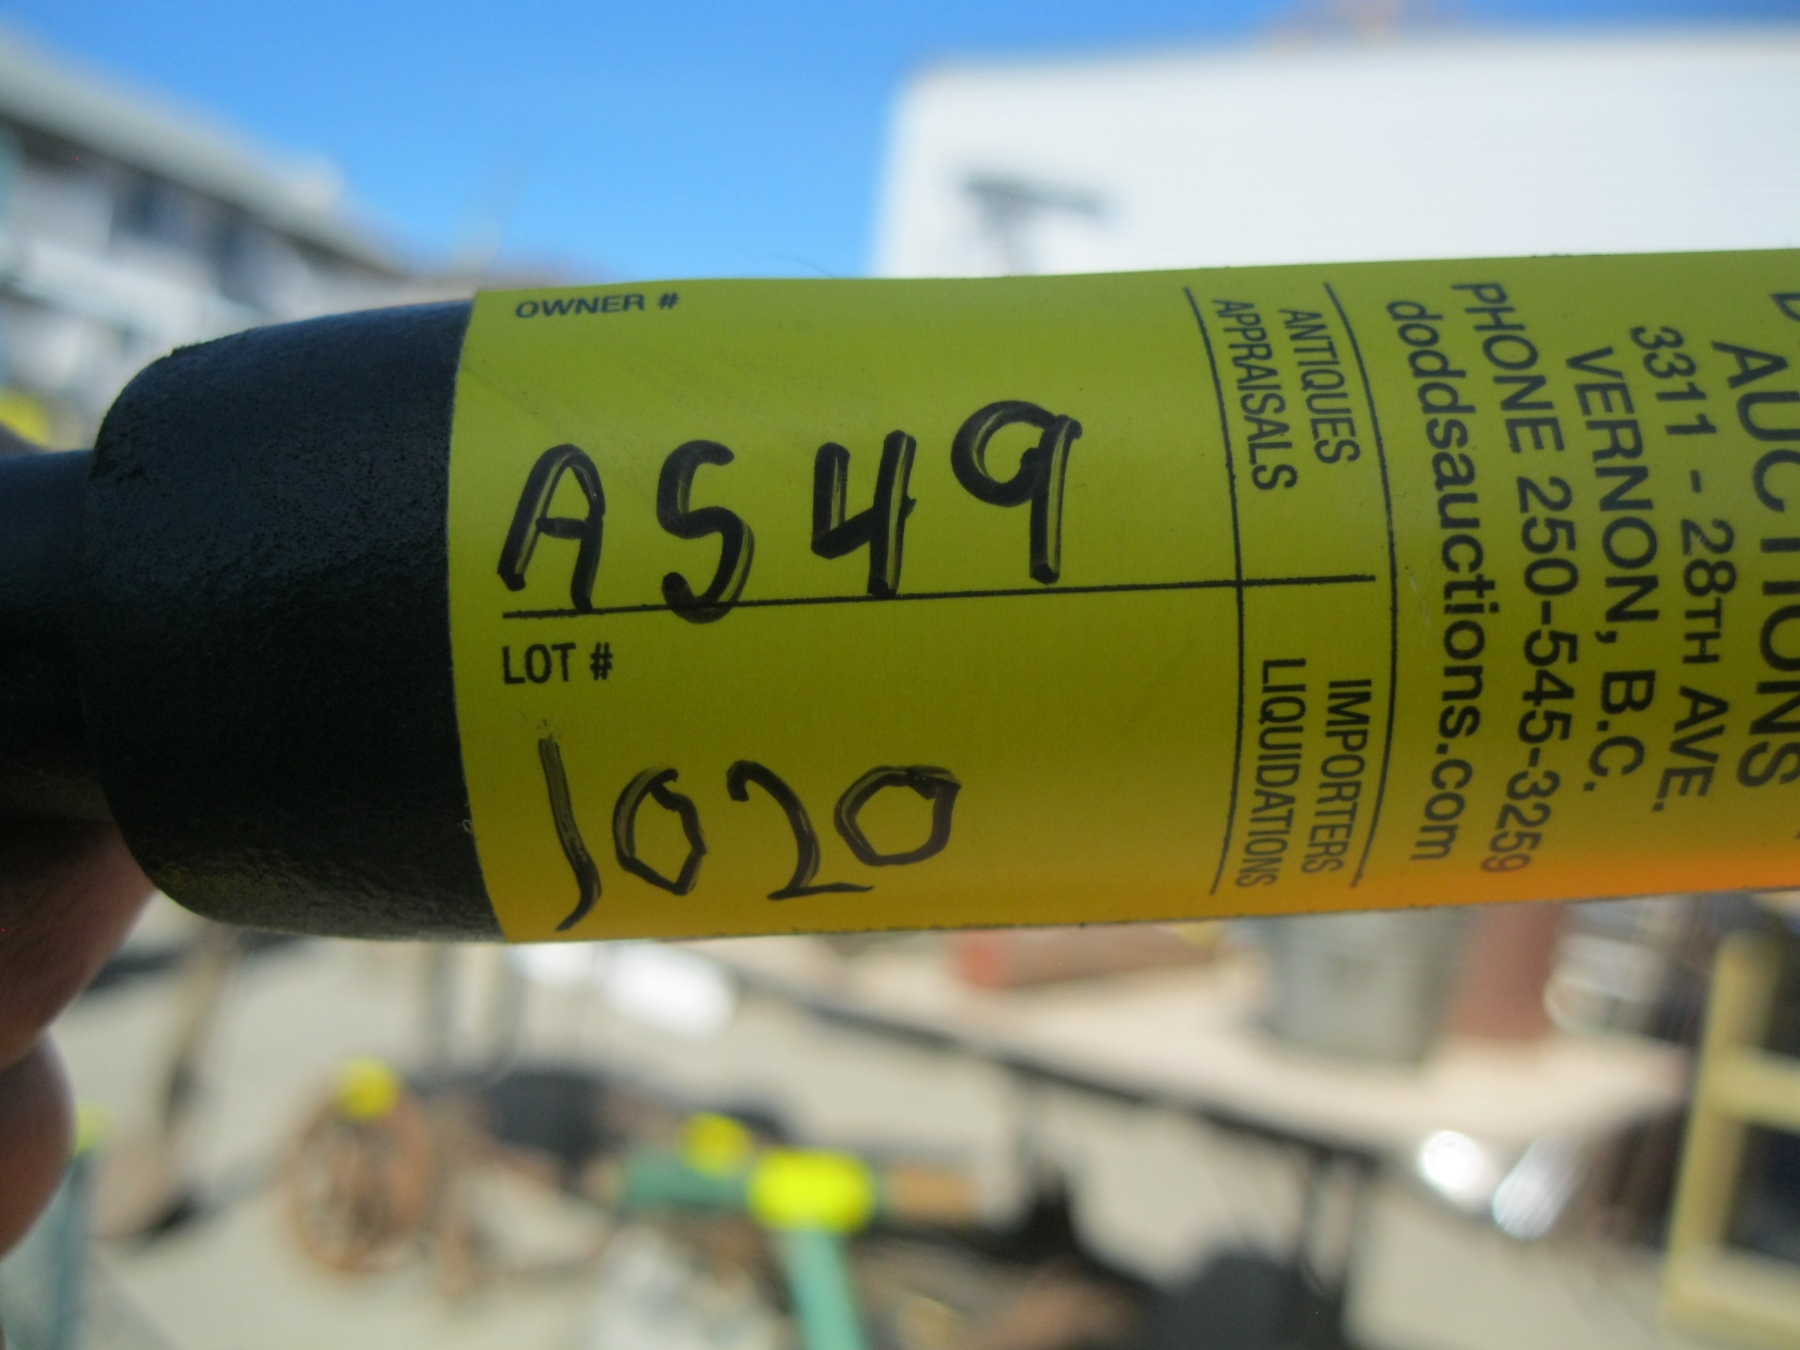 OWNER #
A549
LOT #
1020
ANTIQUES
APPRAISALS
IMPORTERS
LIQUIDATIONS
AUCTIONS
3311 - 28TH AVE.
VERNON, B.C.
PHONE 250-545-3259
doddsauctions.com